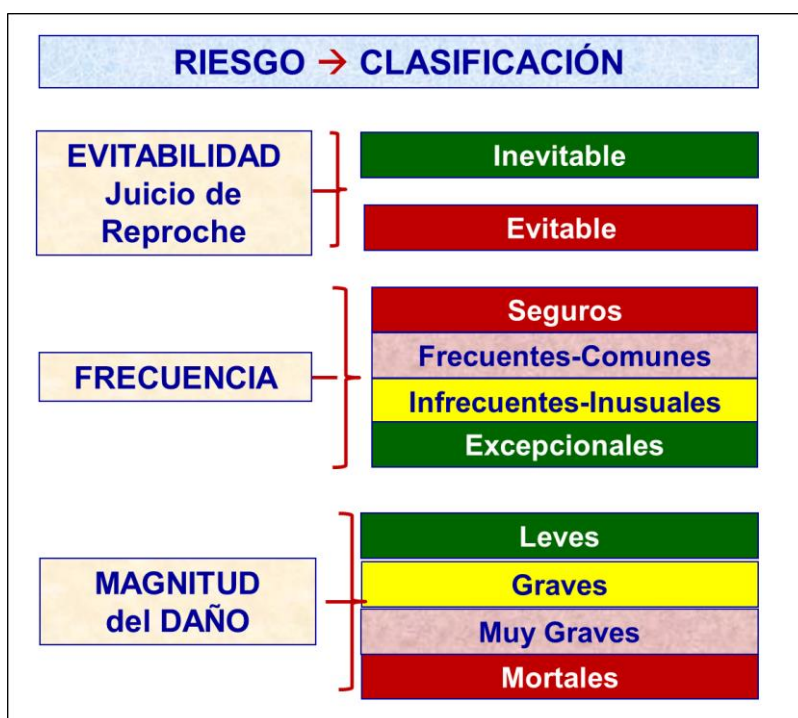 RIESGO → CLASIFICACIÓN
EVITABILIDAD
Juicio de
Reproche
Inevitable
Evitable
FRECUENCIA
Seguros
Frecuentes-Comunes
Infrecuentes-Inusuales
Excepcionales
MAGNITUD
del DAÑO
Leves
Graves
Muy Graves
Mortales